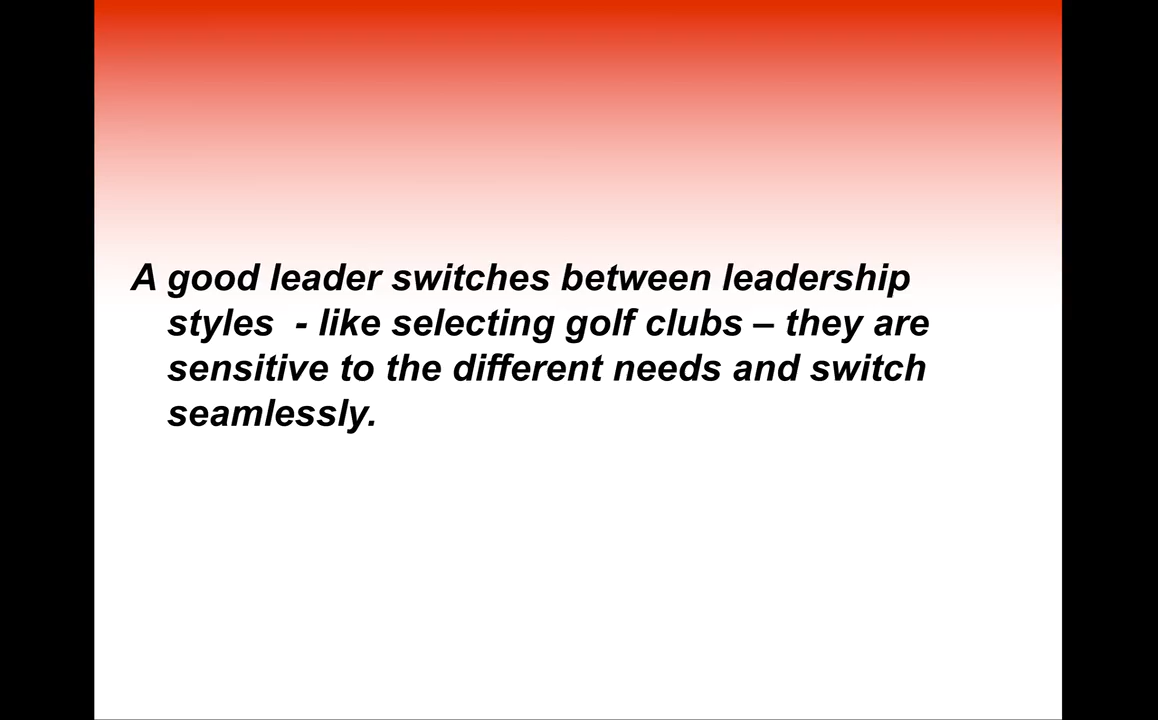 A good leader switches between leadership
styles  - like selecting golf clubs – they are
sensitive to the different needs and switch
seamlessly.